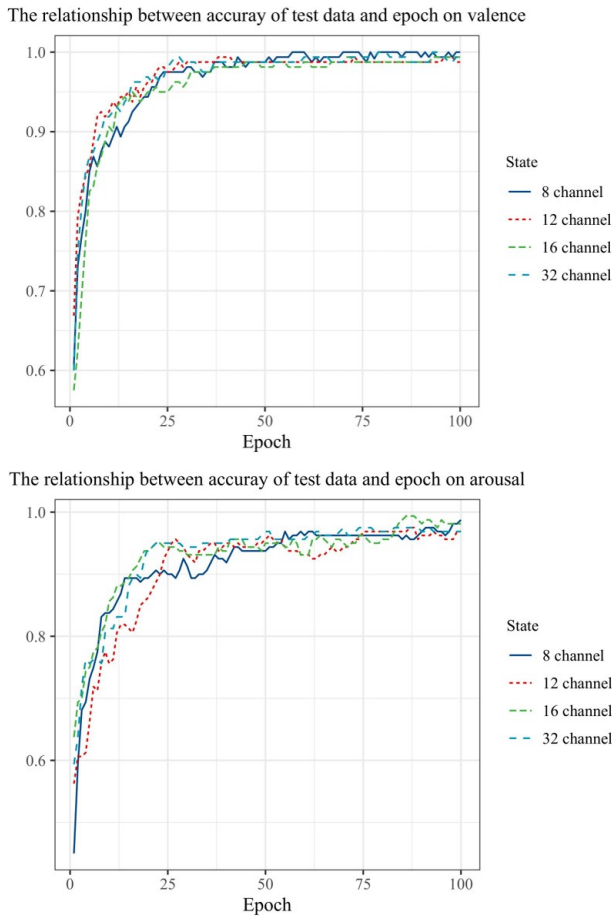 The relationship between accuray of test data and epoch on valence
1.0
0.9
0.8
0.7
0.6
0
25
50
75
100
Epoch
State
8 channel
12 channel
16 channel
32 channel
The relationship between accuray of test data and epoch on arousal
1.0
0.8
0.6
0
25
50
75
100
Epoch
State
8 channel
12 channel
16 channel
32 channel